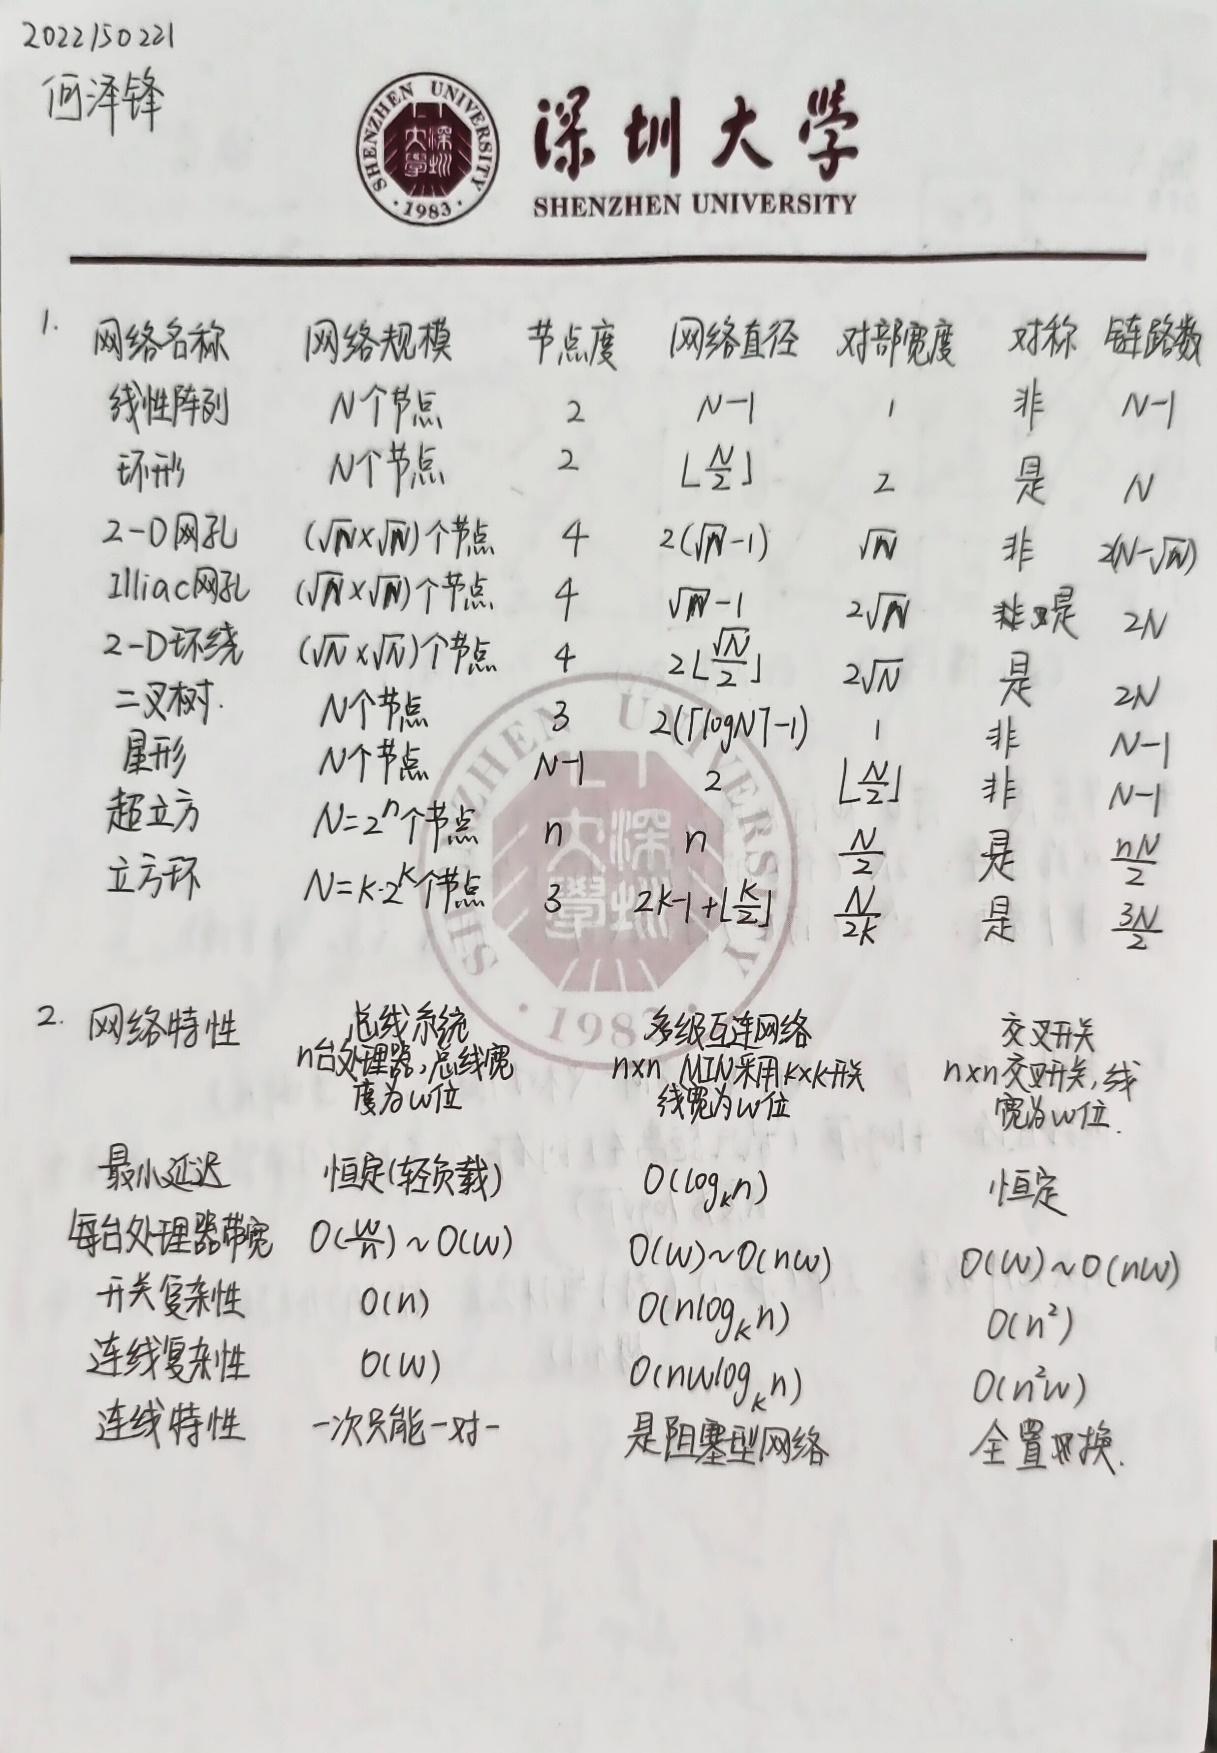 2022150221
何泽锋
SHENZHEN UNIVERSITY
深圳大学
·1983·
深圳大学
SHENZHEN UNIVERSITY
1. 网络名称 网络规模 节点度 网络直径 对部宽度 对称 链路数
线性阵列 N个节点 2 N-1 1 非 N-1
环形 N个节点 2 ⌊N/2⌋ 2 是 N
2-D网孔 (√N×√N)个节点 4 2(√N-1) √N 非 2(N-√N)
Illiac网孔 (√N×√N)个节点 4 √N-1 2√N 是 2N
2-D环绕 (√N×√N)个节点 4 2⌊√N/2⌋ 2√N 是 2N
二叉树. N个节点 3 2(⌈logN⌉-1) 1 非 N-1
星形 N个节点 N-1 2 ⌊N/2⌋ 非 N-1
超立方 N=2ⁿ个节点 n n N/2 是 nN/2
立方环 N=k·2ᵏ个节点 3 2k-1+⌊k/2⌋ N/2k 是 3N/2
2. 网络特性 总线系统 多级互连网络 交叉开关
n台处理器,总线宽 n×n MIN采用k×k开关 n×n交叉开关,线
度为w位 线宽为w位 宽为w位.
最小延迟 恒定(轻负载) O(logₖn) 恒定
每台处理器带宽 O(w/n)~O(w) O(w)~O(nw) O(w)~O(nw)
开关复杂性 O(n) O(nlogₖn) O(n²)
连线复杂性 O(w) O(nwlogₖn) O(n²w)
连线特性 一次只能一对一 是阻塞型网络 全置换.